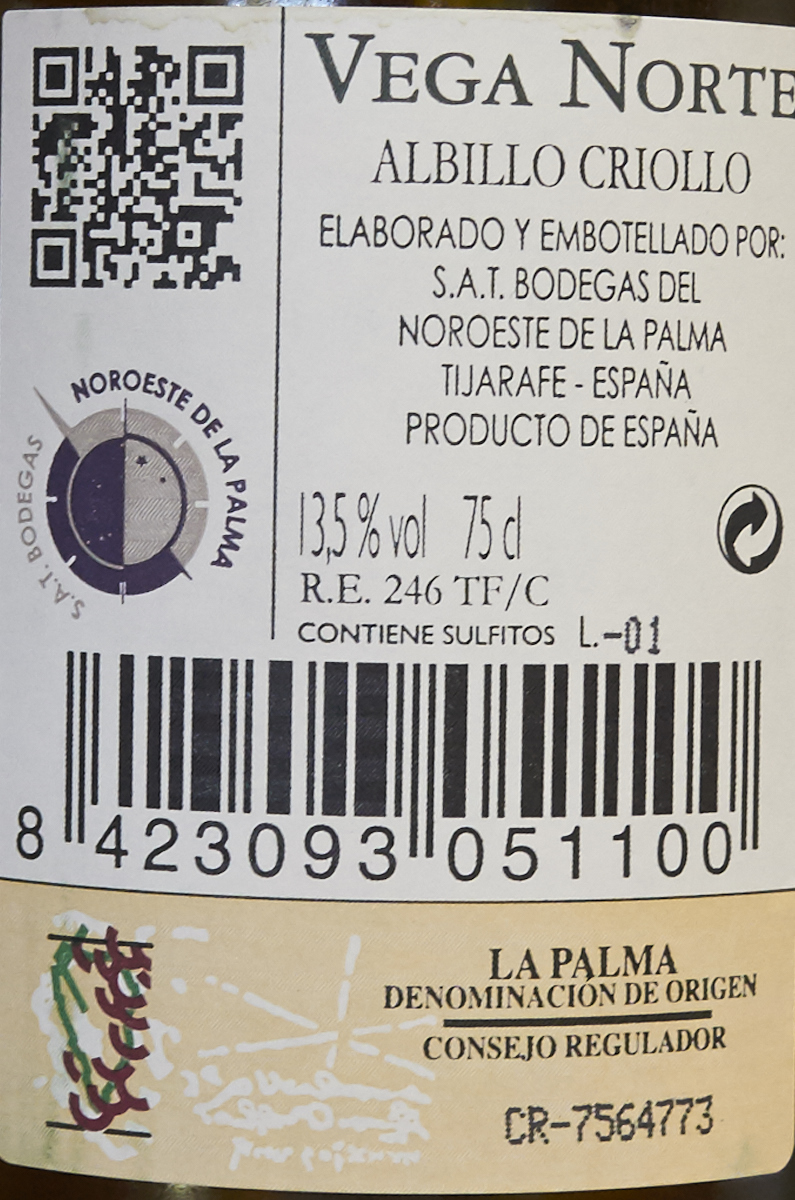 VEGA NORTE
ALBILLO CRIOLLO
ELABORADO Y EMBOTELLADO POR:
S.A.T. BODEGAS DEL
NOROESTE DE LA PALMA
TIJARAFE - ESPAÑA
PRODUCTO DE ESPAÑA
S.A.T. BODEGAS NOROESTE DE LA PALMA
13,5 % vol 75 cl
R.E. 246 TF/C
CONTIENE SULFITOS L.-01
8 423093 051100
LA PALMA
DENOMINACIÓN DE ORIGEN
CONSEJO REGULADOR
CR-7564773